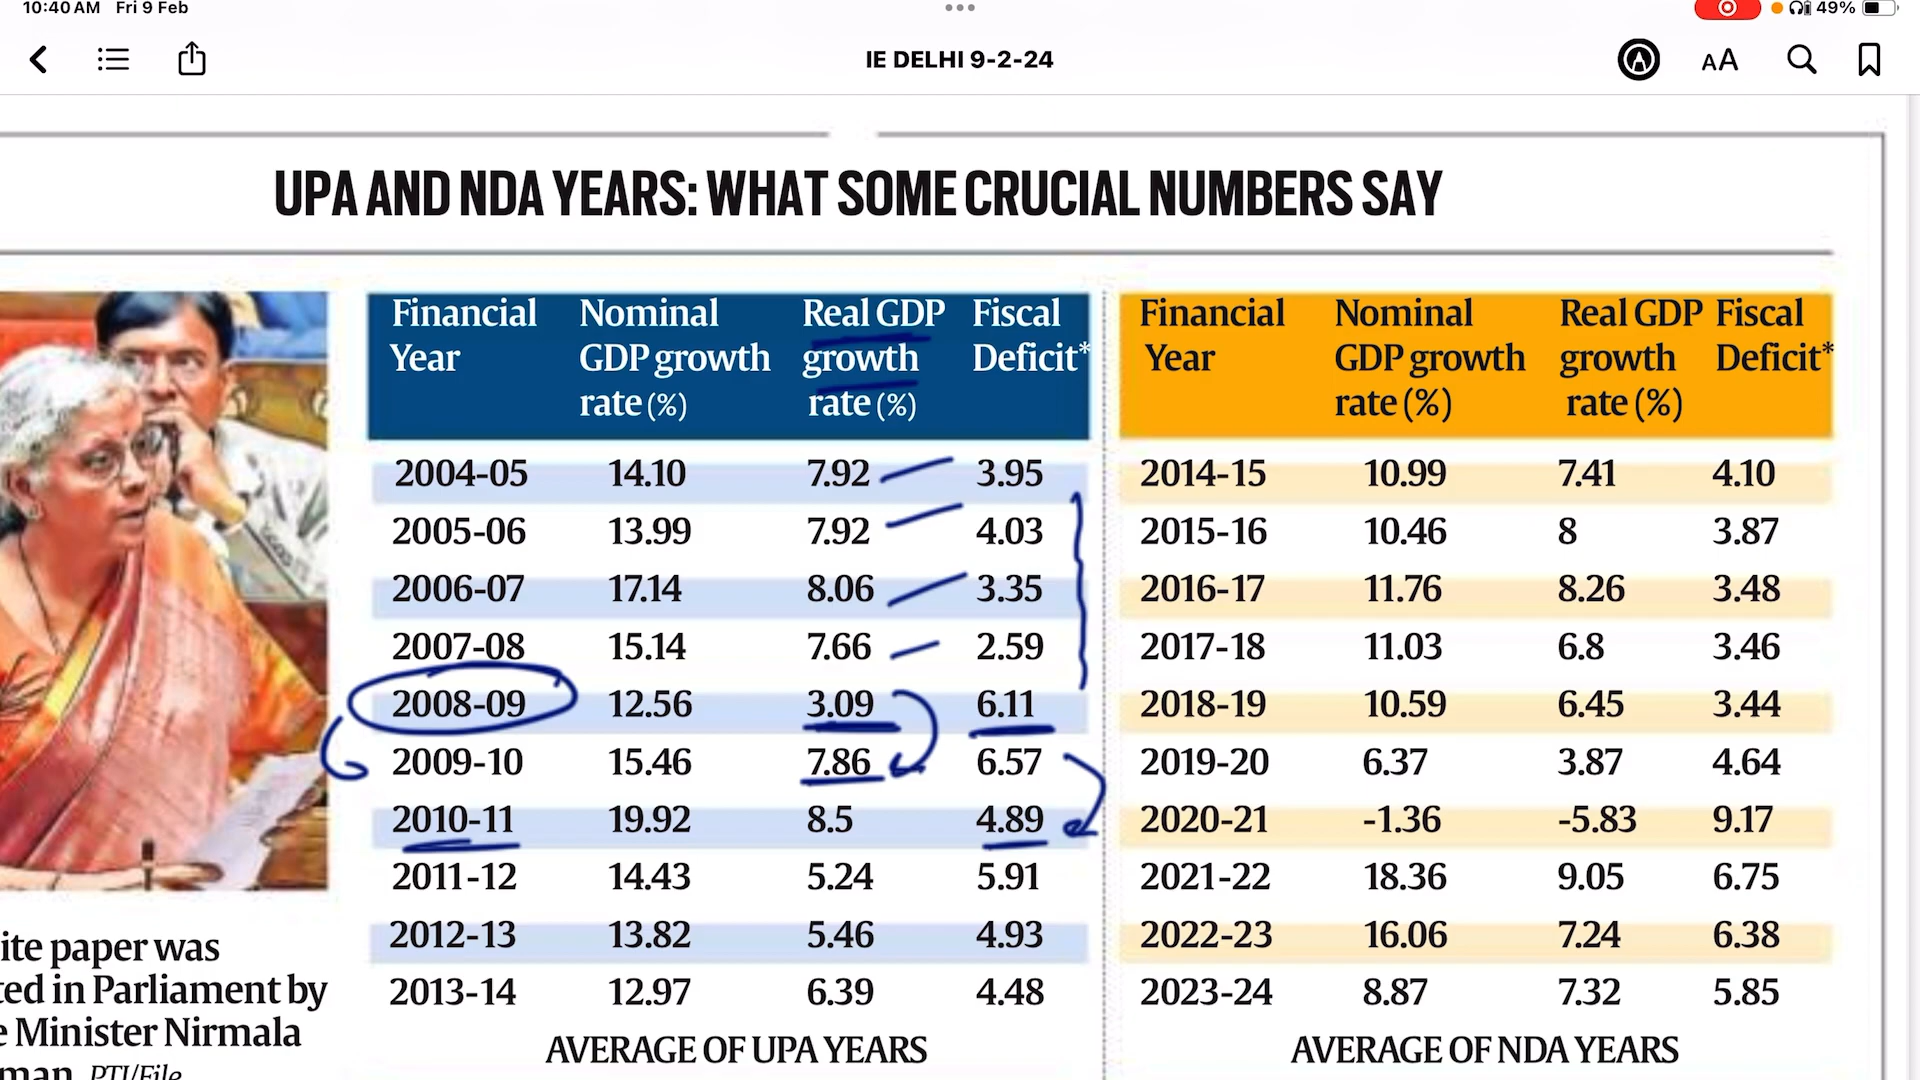 10:40 AM Fri 9 Feb
49%
IE DELHI 9-2-24
AA
UPA AND NDA YEARS: WHAT SOME CRUCIAL NUMBERS SAY
Financial Year Nominal GDP growth rate (%) Real GDP growth rate (%) Fiscal Deficit*
2004-05 14.10 7.92 3.95
2005-06 13.99 7.92 4.03
2006-07 17.14 8.06 3.35
2007-08 15.14 7.66 2.59
2008-09 12.56 3.09 6.11
2009-10 15.46 7.86 6.57
2010-11 19.92 8.5 4.89
2011-12 14.43 5.24 5.91
2012-13 13.82 5.46 4.93
2013-14 12.97 6.39 4.48
AVERAGE OF UPA YEARS
Financial Year Nominal GDP growth rate (%) Real GDP growth rate (%) Fiscal Deficit*
2014-15 10.99 7.41 4.10
2015-16 10.46 8 3.87
2016-17 11.76 8.26 3.48
2017-18 11.03 6.8 3.46
2018-19 10.59 6.45 3.44
2019-20 6.37 3.87 4.64
2020-21 -1.36 -5.83 9.17
2021-22 18.36 9.05 6.75
2022-23 16.06 7.24 6.38
2023-24 8.87 7.32 5.85
AVERAGE OF NDA YEARS
ite paper was
ted in Parliament by
e Minister Nirmala
man. PTI/File